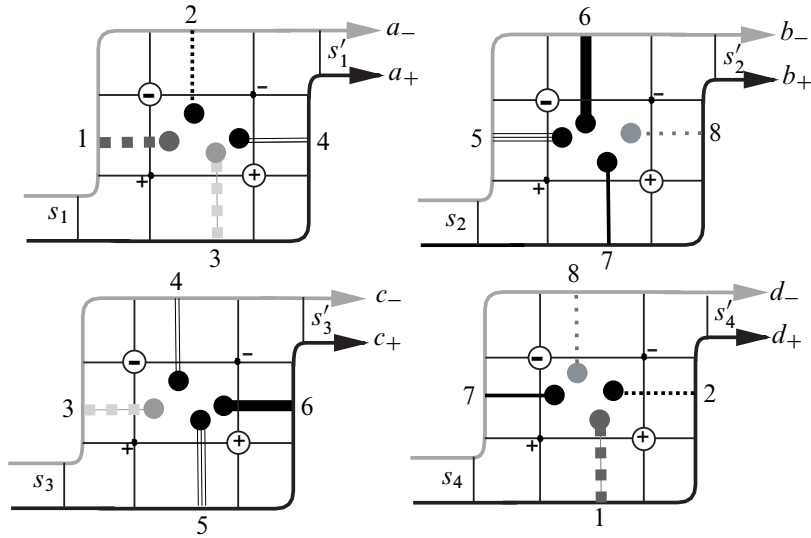 2
a₋
s′₁
a₊
−
−
1
4
+
+
s₁
3
6
b₋
s′₂
b₊
−
−
5
8
+
+
s₂
7
4
c₋
s′₃
c₊
−
−
3
6
+
+
s₃
5
8
d₋
s′₄
d₊
−
−
7
2
+
+
s₄
1